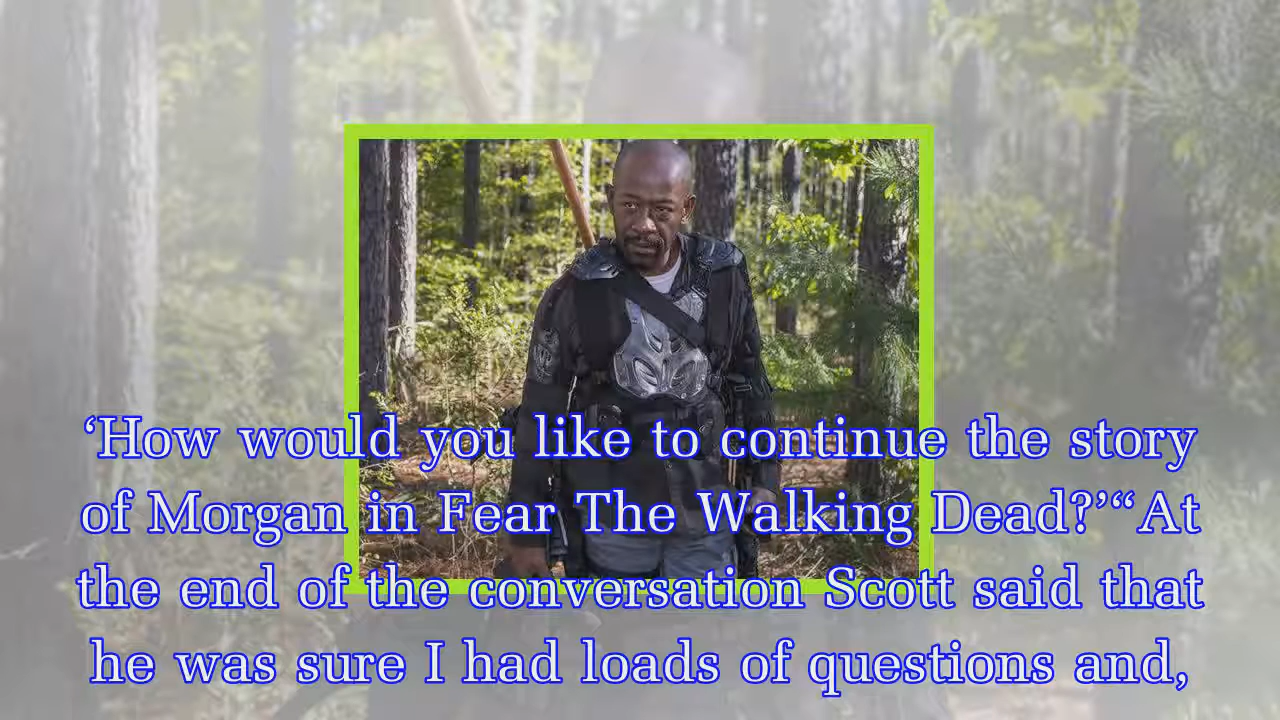 ‘How would you like to continue the story
of Morgan in Fear The Walking Dead?’“At
the end of the conversation Scott said that
he was sure I had loads of questions and,